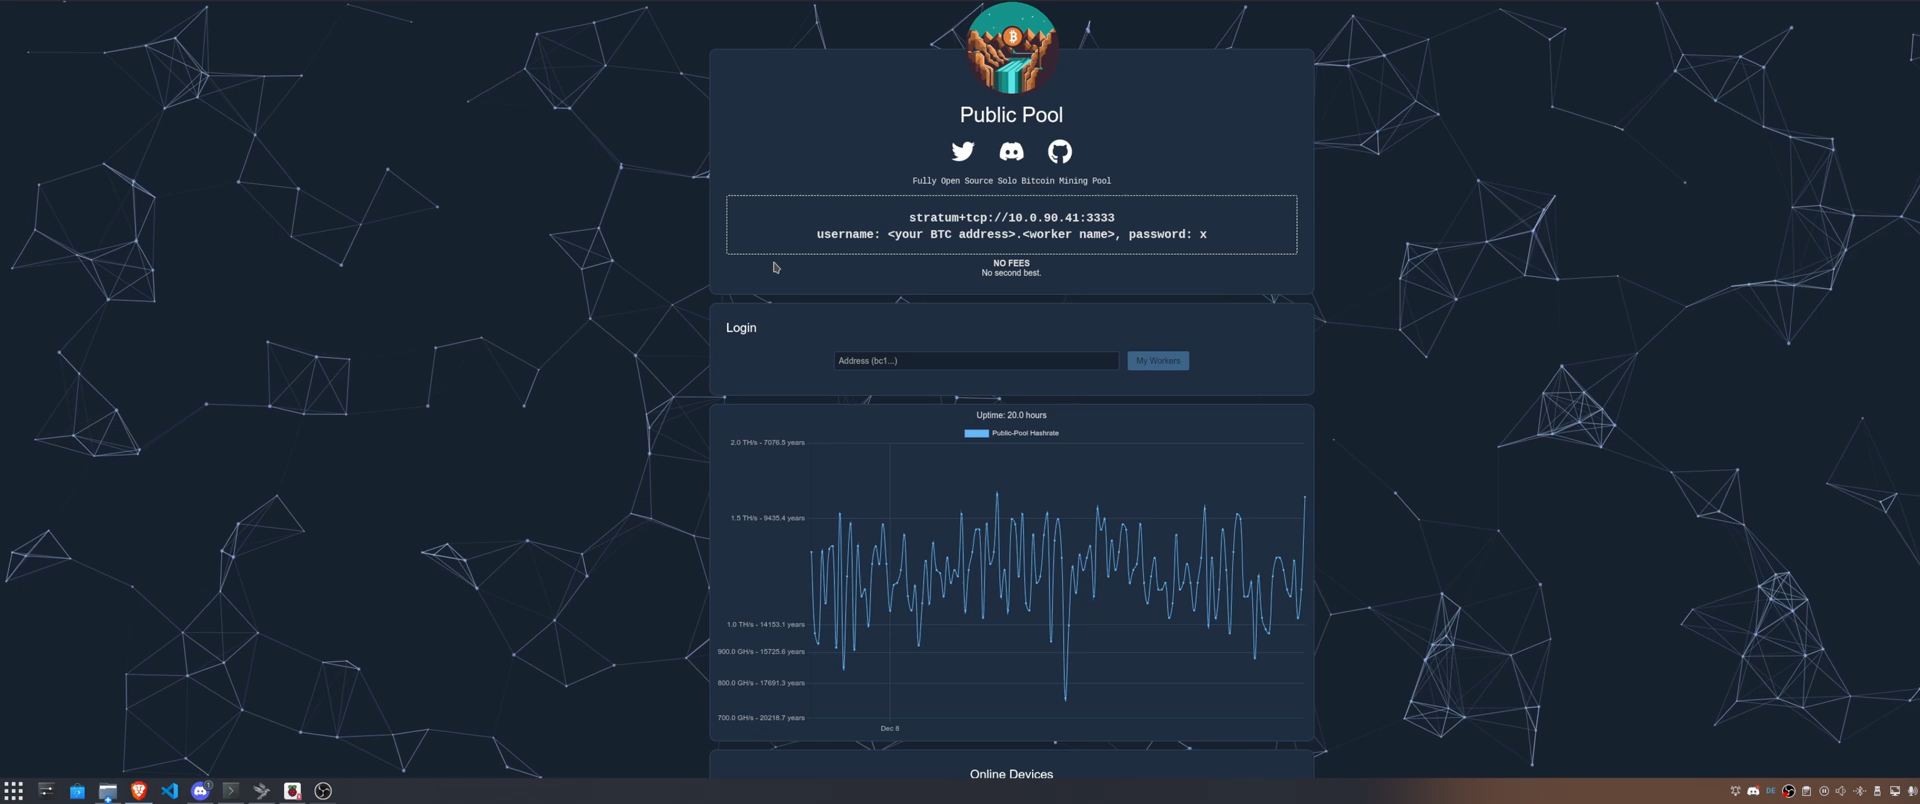 Public Pool
Fully Open Source Solo Bitcoin Mining Pool
stratum+tcp://10.0.90.41:3333
username: <your BTC address>.<worker name>, password: x
NO FEES
No second best.
Login
Address (bc1...)
My Workers
Uptime: 20.0 hours
Public-Pool Hashrate
2.0 TH/s - 7076.5 years
1.5 TH/s - 9435.4 years
1.0 TH/s - 14153.1 years
900.0 GH/s - 15725.6 years
800.0 GH/s - 17691.3 years
700.0 GH/s - 20218.7 years
Dec 8
Online Devices
DE